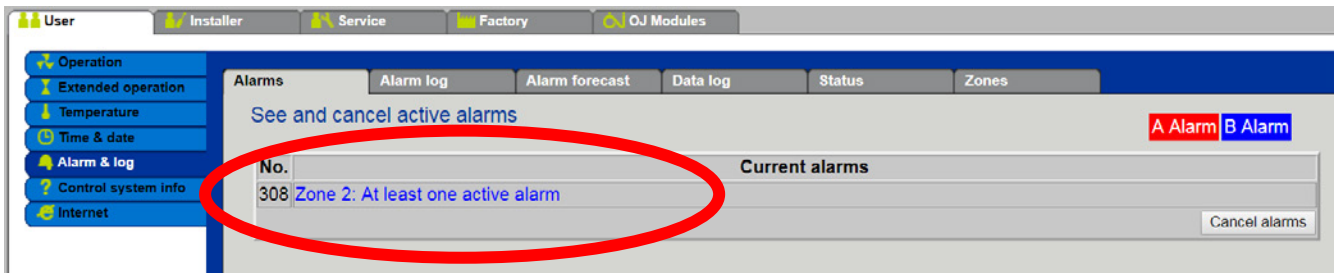 User Installer Service Factory OJ Modules
Operation
Extended operation
Temperature
Time & date
Alarm & log
Control system info
Internet
Alarms Alarm log Alarm forecast Data log Status Zones
See and cancel active alarms
A Alarm B Alarm
No. Current alarms
308 Zone 2: At least one active alarm
Cancel alarms